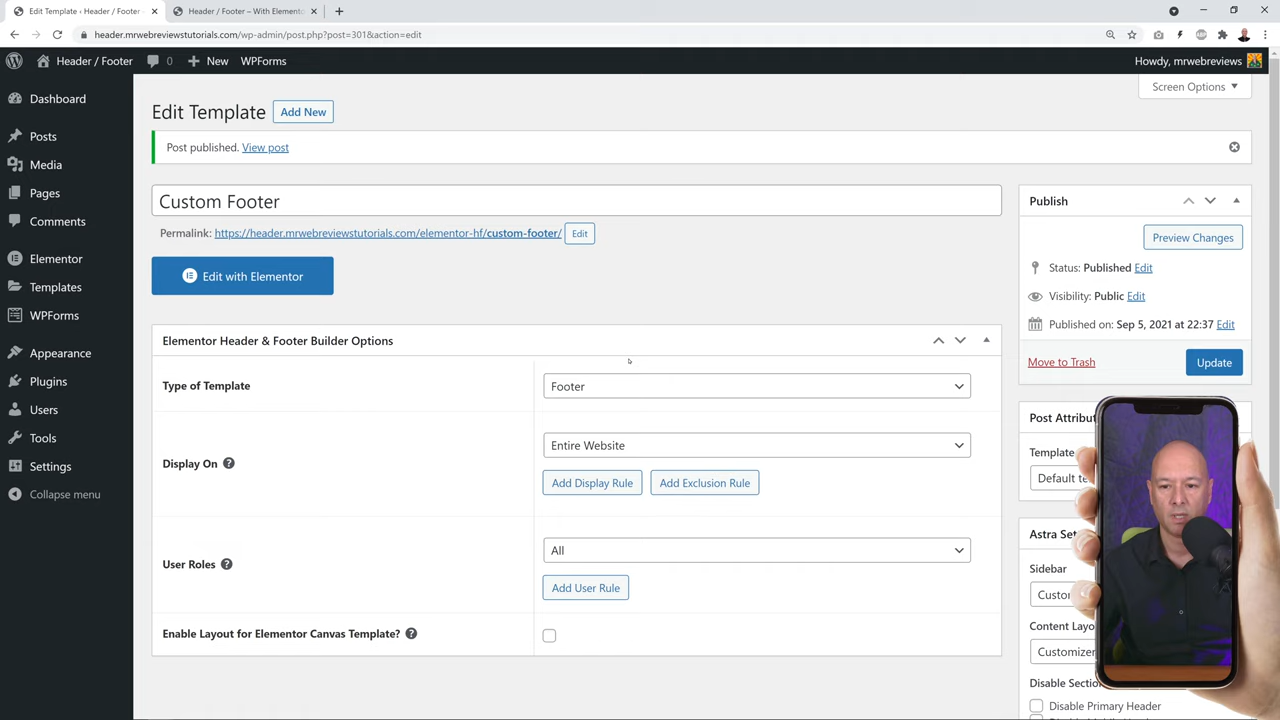 Edit Template ‹ Header / Footer
Header / Footer – With Elemento
header.mrwebreviewstutorials.com/wp-admin/post.php?post=301&action=edit
Header / Footer
0
New
WPForms
Howdy, mrwebreviews
Screen Options
Dashboard
Posts
Media
Pages
Comments
Elementor
Templates
WPForms
Appearance
Plugins
Users
Tools
Settings
Collapse menu
Edit Template
Add New
Post published. View post
Custom Footer
Permalink: https://header.mrwebreviewstutorials.com/elementor-hf/custom-footer/ Edit
Edit with Elementor
Elementor Header & Footer Builder Options
Type of Template
Footer
Display On
Entire Website
Add Display Rule
Add Exclusion Rule
User Roles
All
Add User Rule
Enable Layout for Elementor Canvas Template?
Publish
Preview Changes
Status: Published Edit
Visibility: Public Edit
Published on: Sep 5, 2021 at 22:37 Edit
Move to Trash
Update
Post Attribut
Template
Default te
Astra Set
Sidebar
Custo
Content Layo
Customizer
Disable Sectio
Disable Primary Header